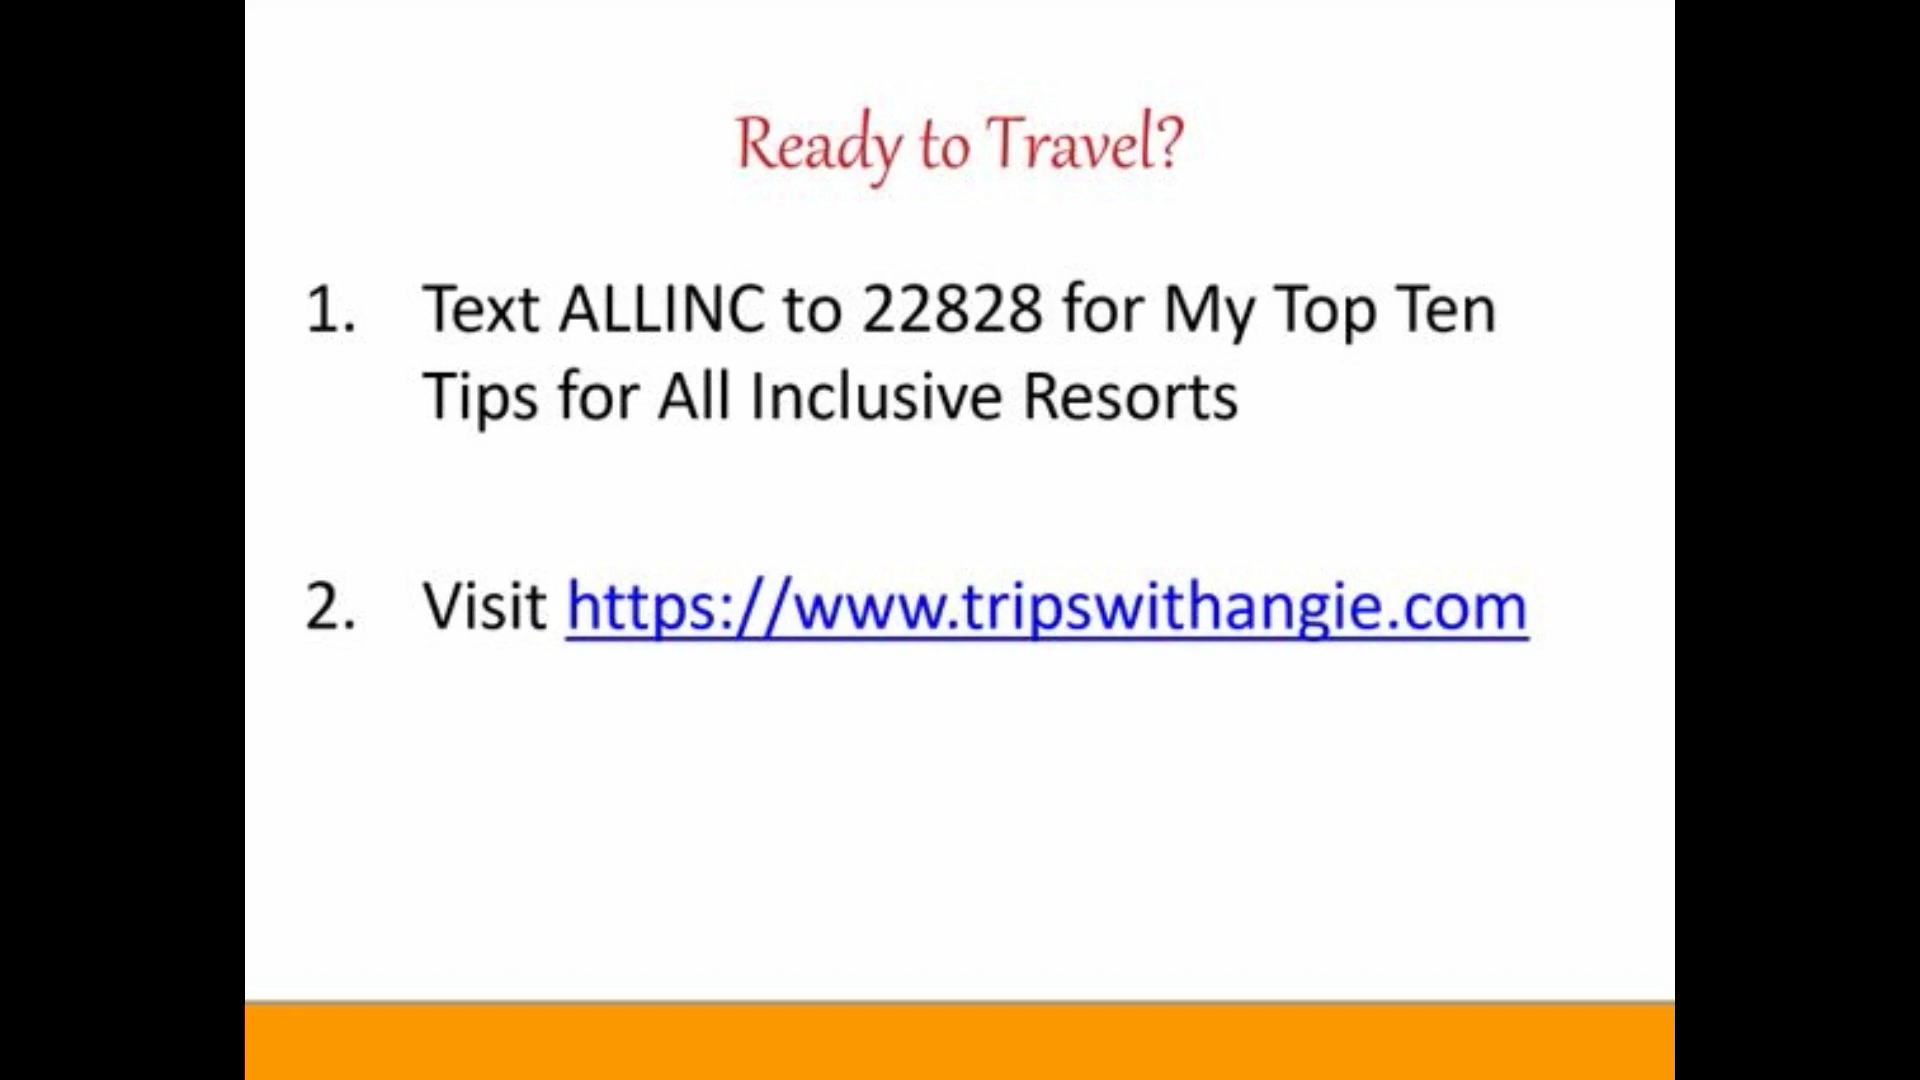 Ready to Travel?
1. Text ALLINC to 22828 for My Top Ten
Tips for All Inclusive Resorts
2. Visit https://www.tripswithangie.com